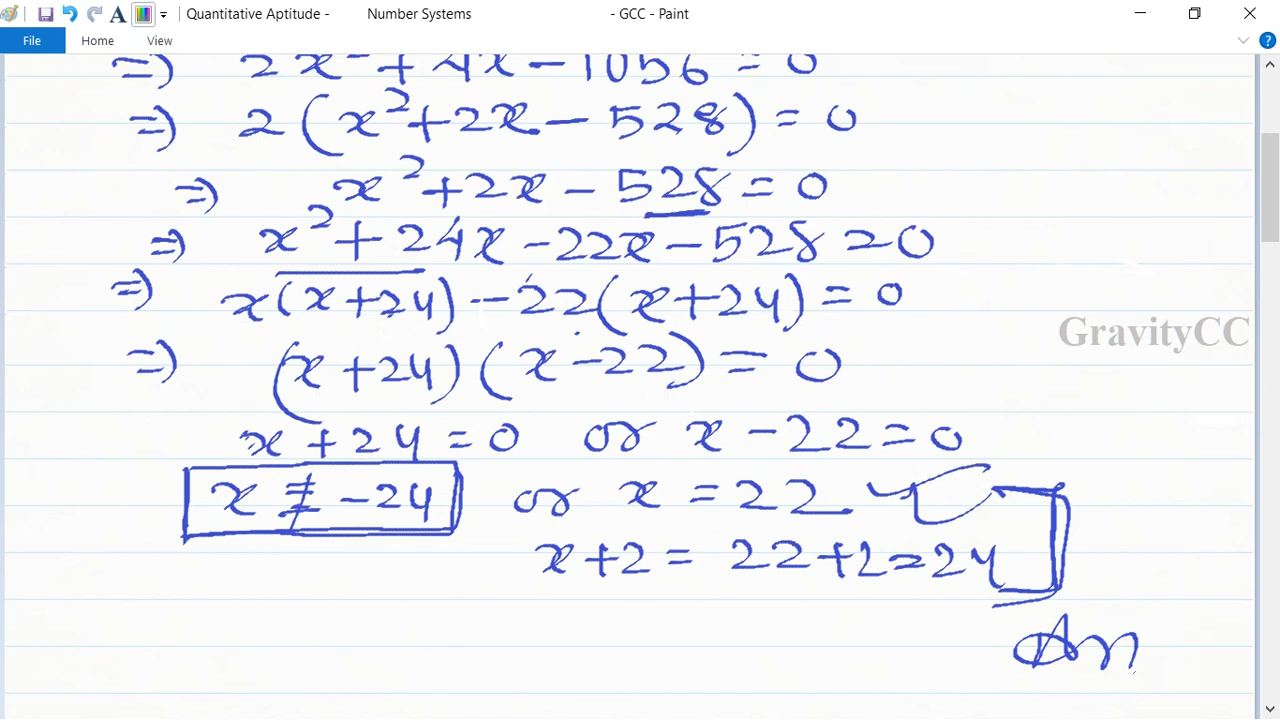 Quantitative Aptitude - Number Systems - GCC - Paint
File Home View
=> 2x²+4x-1056=0
=> 2(x²+2x-528)=0
=> x²+2x-528=0
=> x²+24x-22x-528=0
=> x(x+24)-22(x+24)=0
=> (x+24)(x-22)=0
GravityCC
x+24=0 or x-22=0
x≠-24 or x=22
x+2=22+2=24
An